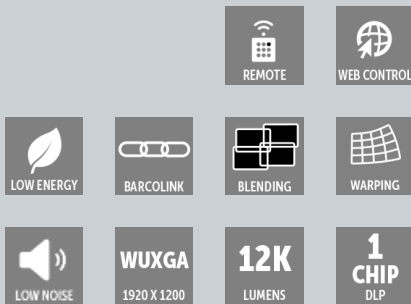 REMOTE
WEB CONTROL
LOW ENERGY
BARCOLINK
BLENDING
WARPING
LOW NOISE
WUXGA
1920 X 1200
12K
LUMENS
1
CHIP
DLP